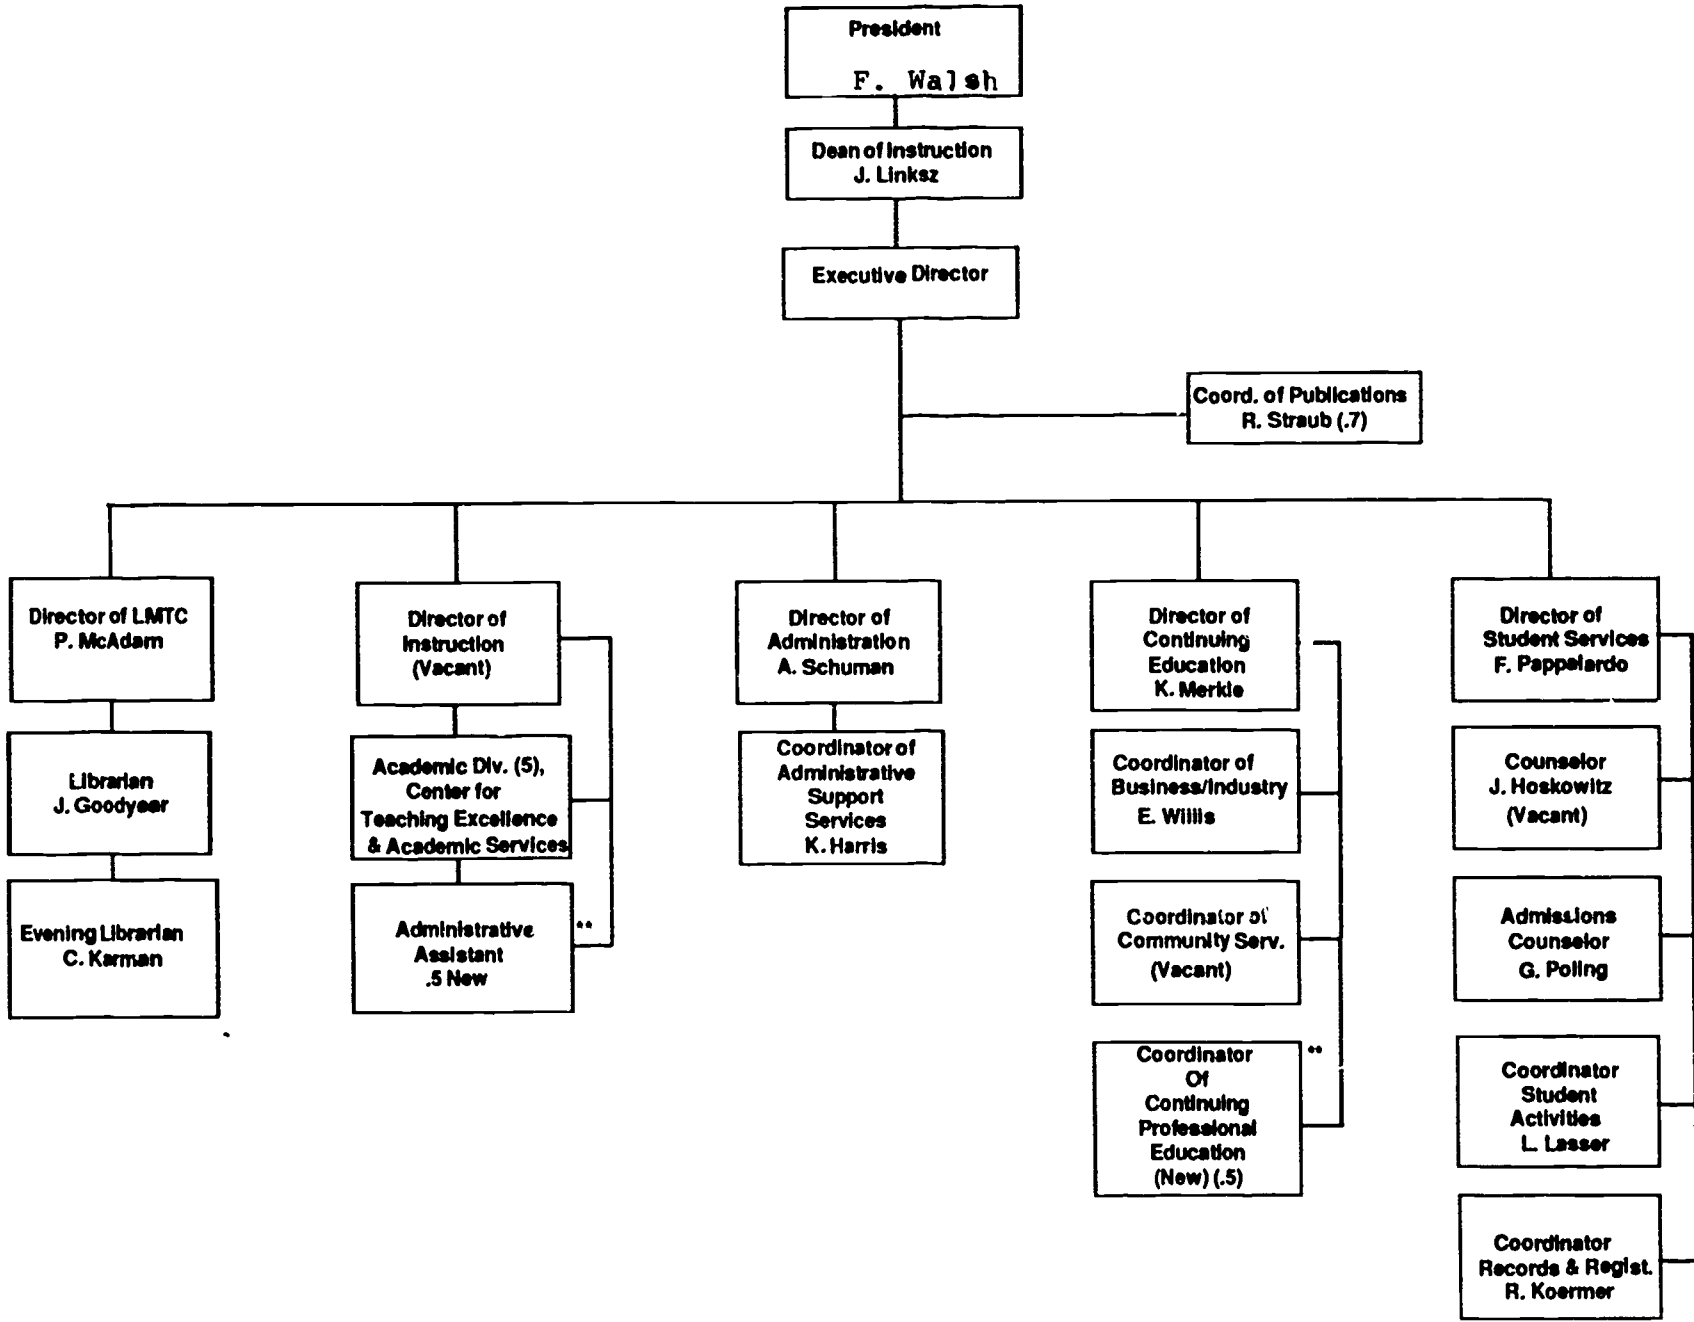 President
F. Walsh
Dean of Instruction
J. Linksz
Executive Director
Coord. of Publications
R. Straub (.7)
Director of LMTC
P. McAdam
Librarian
J. Goodyear
Evening Librarian
C. Karman
Director of
Instruction
(Vacant)
Academic Div. (5),
Center for
Teaching Excellence
& Academic Services
Administrative
Assistant
.5 New
**
Director of
Administration
A. Schuman
Coordinator of
Administrative
Support
Services
K. Harris
Director of
Continuing
Education
K. Merkle
Coordinator of
Business/Industry
E. Willis
Coordinator of
Community Serv.
(Vacant)
Coordinator
Of
Continuing
Professional
Education
(New) (.5)
**
Director of
Student Services
F. Pappalardo
Counselor
J. Hoskowitz
(Vacant)
Admissions
Counselor
G. Poling
Coordinator
Student
Activities
L. Lasser
Coordinator
Records & Regist.
R. Koermer